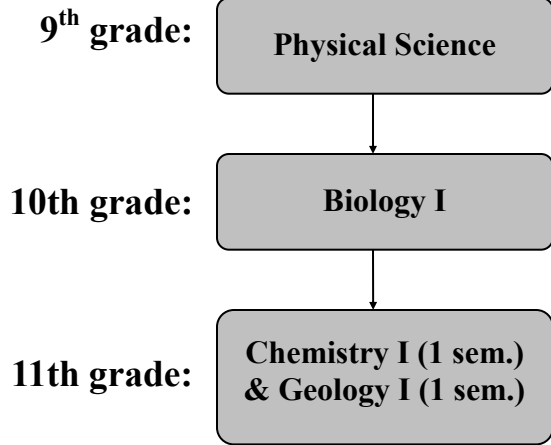 9th grade:
Physical Science
10th grade:
Biology I
11th grade:
Chemistry I (1 sem.)
& Geology I (1 sem.)